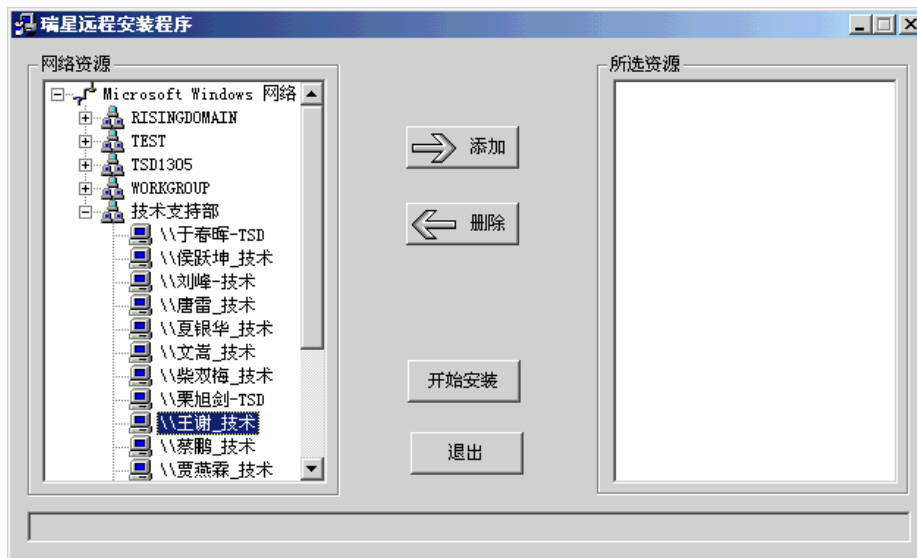 瑞星远程安装程序
网络资源
Microsoft Windows 网络
RISINGDOMAIN
TEST
TSD1305
WORKGROUP
技术支持部
\\于春晖-TSD
\\侯跃坤_技术
\\刘峰-技术
\\唐雷_技术
\\夏银华_技术
\\文嵩_技术
\\柴双梅_技术
\\栗旭剑-TSD
\\王谢_技术
\\蔡鹏_技术
\\贾燕霖_技术
添加
删除
开始安装
退出
所选资源